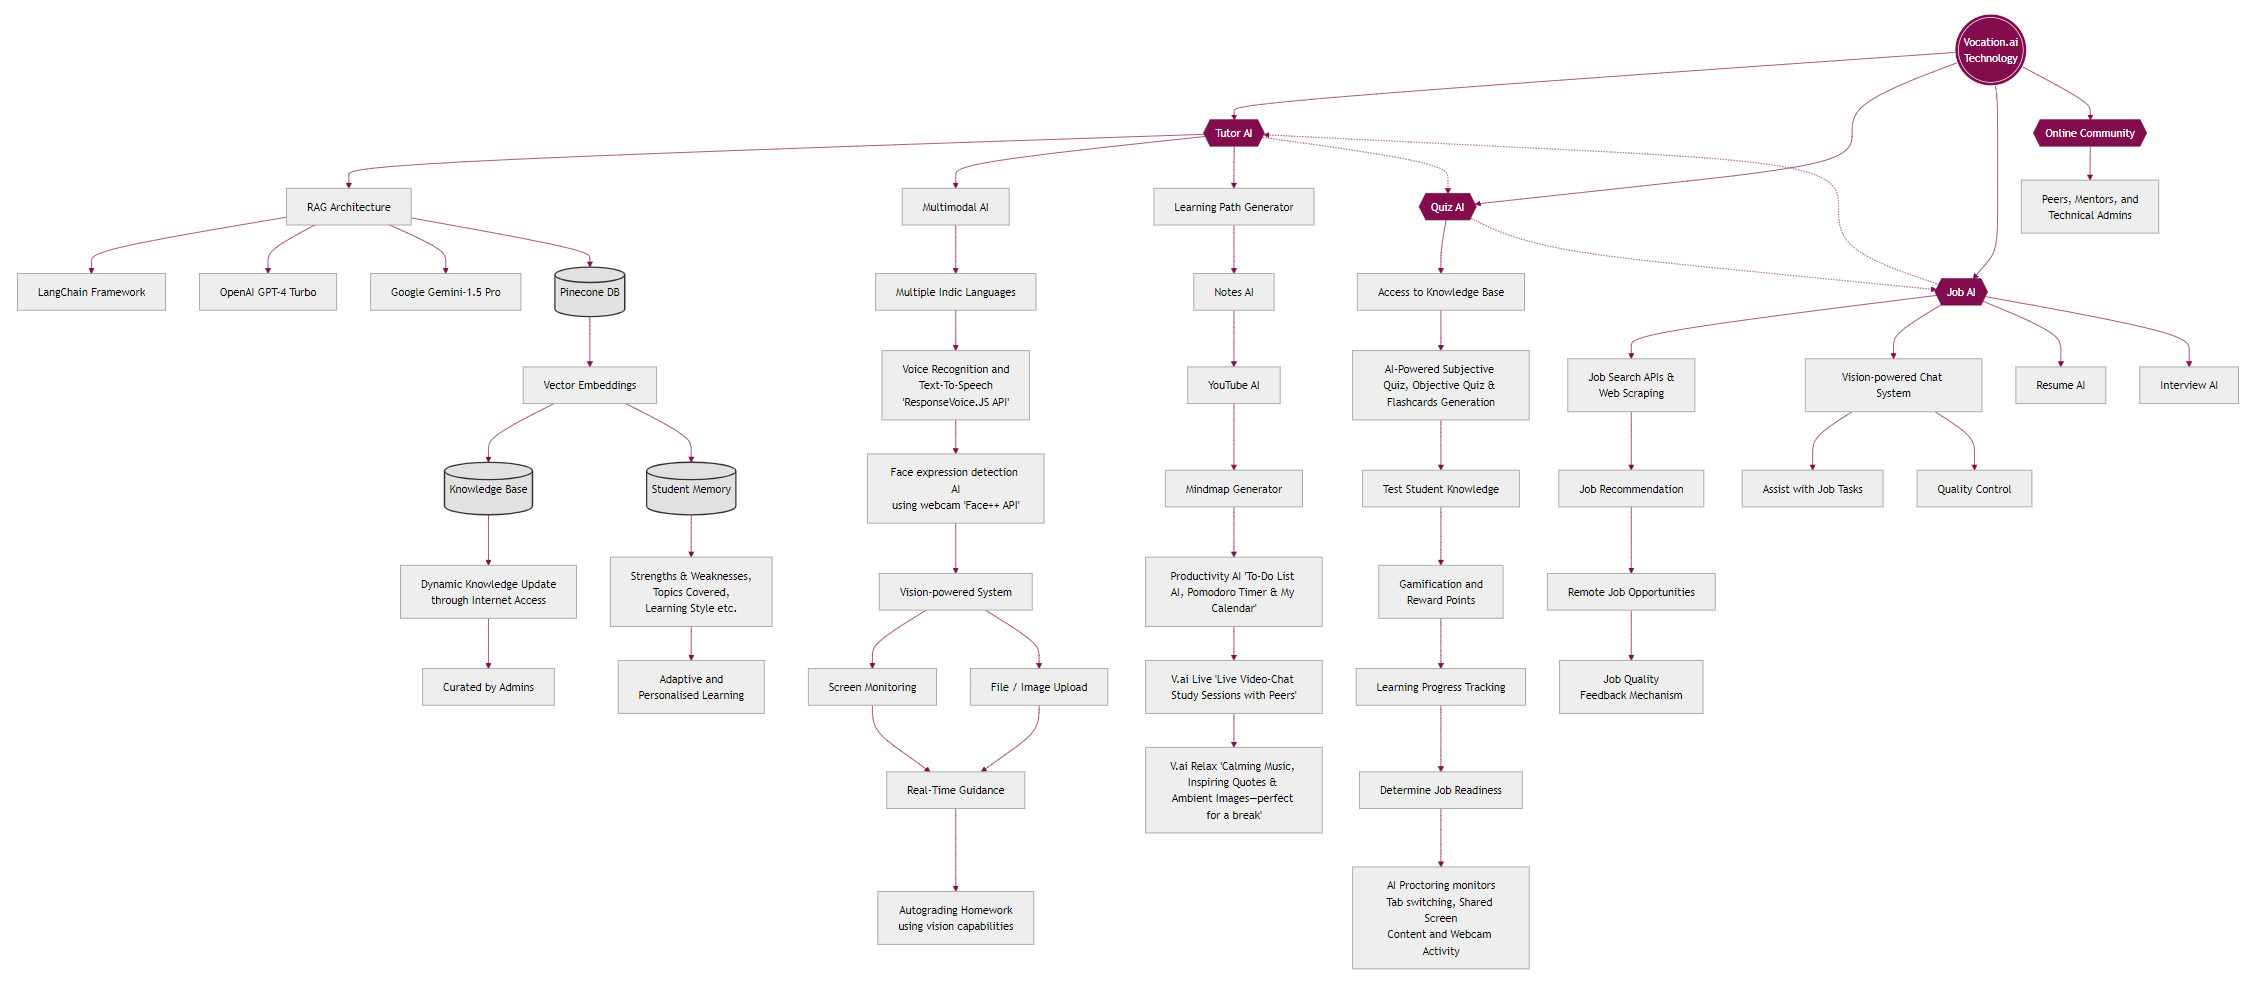 Vocation.ai
Technology
Tutor AI
Online Community
RAG Architecture
Multimodal AI
Learning Path Generator
Quiz AI
Peers, Mentors, and
Technical Admins
LangChain Framework
OpenAI GPT-4 Turbo
Google Gemini-1.5 Pro
Pinecone DB
Multiple Indic Languages
Notes AI
Access to Knowledge Base
Job AI
Vector Embeddings
Voice Recognition and
Text-To-Speech
'ResponseVoice.JS API'
YouTube AI
AI-Powered Subjective
Quiz, Objective Quiz &
Flashcards Generation
Job Search APIs &
Web Scraping
Vision-powered Chat
System
Resume AI
Interview AI
Knowledge Base
Student Memory
Face expression detection
AI
using webcam 'Face++ API'
Mindmap Generator
Test Student Knowledge
Job Recommendation
Assist with Job Tasks
Quality Control
Dynamic Knowledge Update
through Internet Access
Strengths & Weaknesses,
Topics Covered,
Learning Style etc.
Vision-powered System
Productivity AI 'To-Do List
AI, Pomodoro Timer & My
Calendar'
Gamification and
Reward Points
Remote Job Opportunities
Curated by Admins
Adaptive and
Personalised Learning
Screen Monitoring
File / Image Upload
V.ai Live 'Live Video-Chat
Study Sessions with Peers'
Learning Progress Tracking
Job Quality
Feedback Mechanism
Real-Time Guidance
V.ai Relax 'Calming Music,
Inspiring Quotes &
Ambient Images—perfect
for a break'
Determine Job Readiness
Autograding Homework
using vision capabilities
AI Proctoring monitors
Tab switching, Shared
Screen
Content and Webcam
Activity